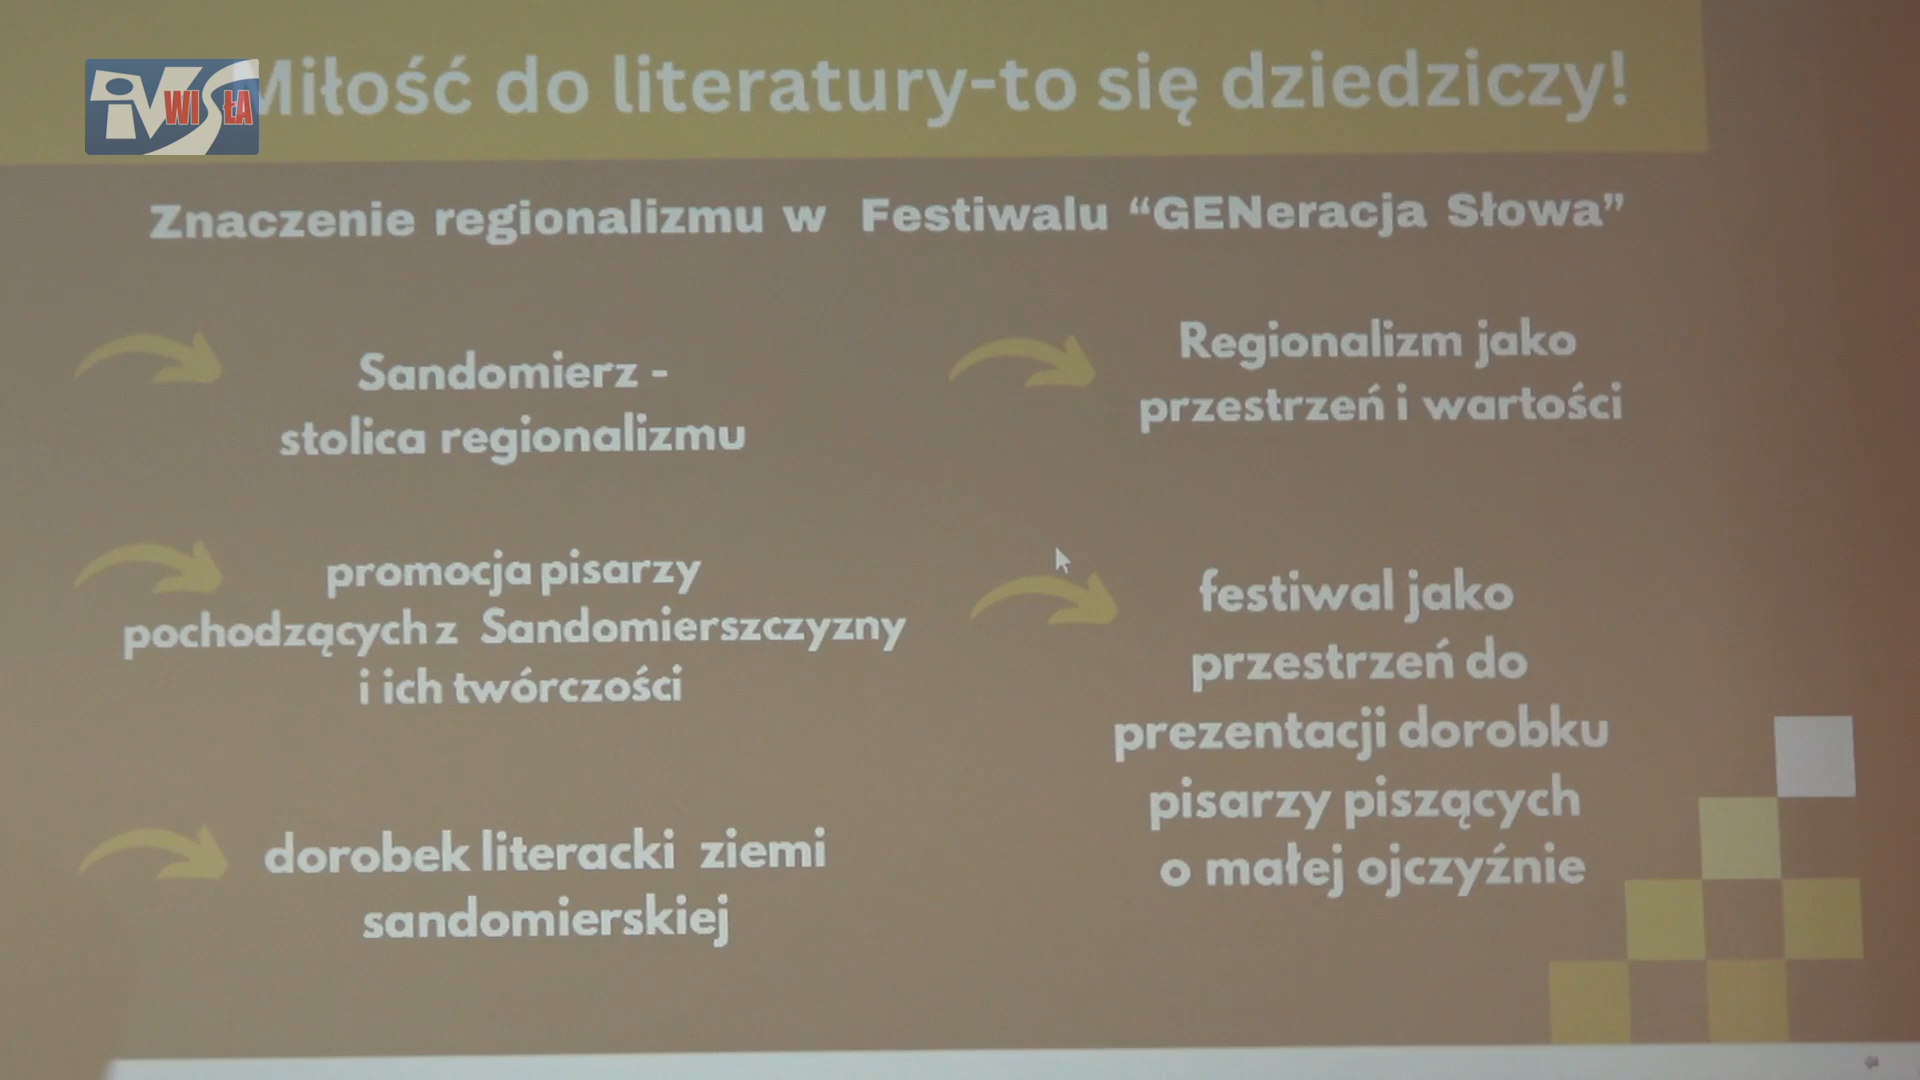 iVWISŁA
Miłość do literatury-to się dziedziczy!
Znaczenie regionalizmu w Festiwalu “GENeracja Słowa”
Sandomierz -
stolica regionalizmu
promocja pisarzy
pochodzących z Sandomierszczyzny
i ich twórczości
dorobek literacki ziemi
sandomierskiej
Regionalizm jako
przestrzeń i wartości
festiwal jako
przestrzeń do
prezentacji dorobku
pisarzy piszących
o małej ojczyźnie